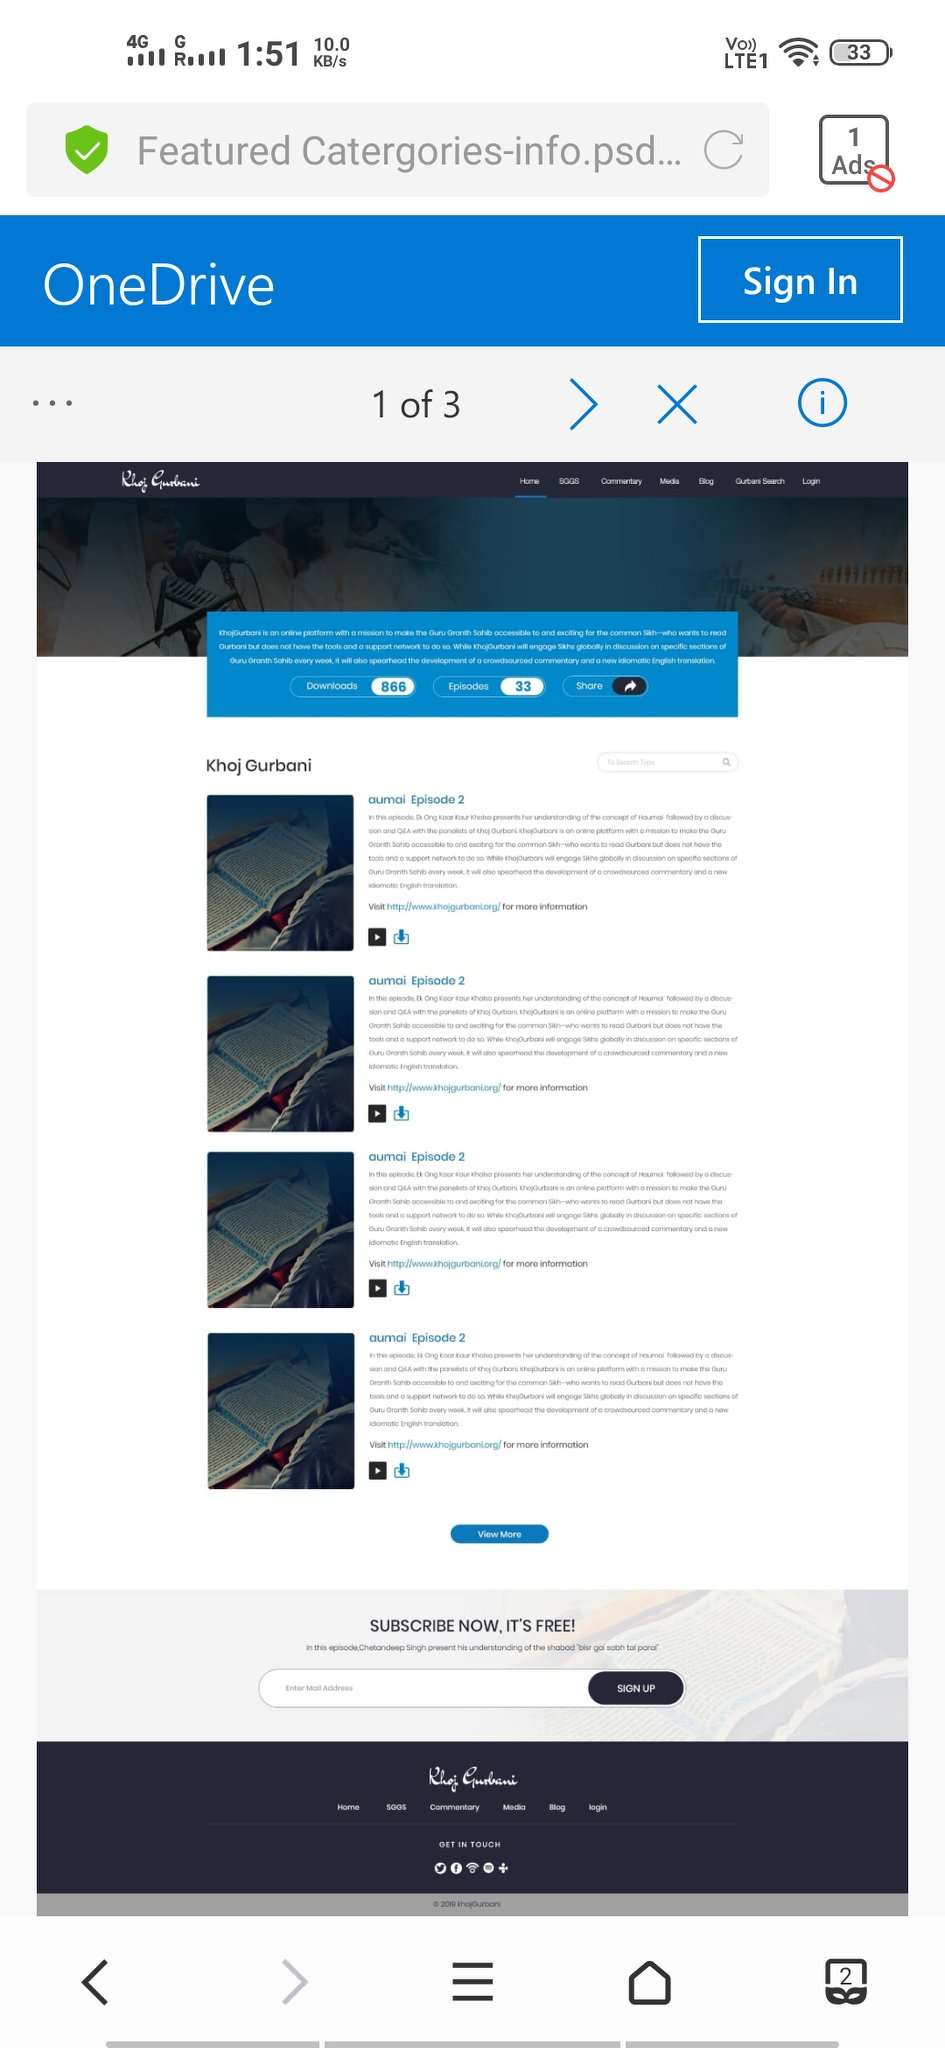 4G G R 1:51 10.0 KB/s Vo)) LTE1 33
Featured Catergories-info.psd...
1
Ads
OneDrive
Sign In
... 1 of 3
Khoj Gurbani
Home SGGS Commentary Media Blog Gurbani Search Login
KhojGurbani is an online platform with a mission to make the Guru Granth Sahib accessible to and exciting for the common Sikh—who wants to read
Gurbani but does not have the tools and a support network to do so. While KhojGurbani will engage Sikhs globally in discussion on specific sections of
Guru Granth Sahib every week, it will also spearhead the development of a crowdsourced commentary and a new idiomatic English translation.
Downloads 866 Episodes 33 Share
Khoj Gurbani
To Search Type
aumai Episode 2
In this episode, Ek Ong Kaar Kaur Khalsa presents her understanding of the concept of Haumai followed by a discus-
sion and Q&A with the panelists of Khoj Gurbani. KhojGurbani is an online platform with a mission to make the Guru
Granth Sahib accessible to and exciting for the common Sikh—who wants to read Gurbani but does not have the
tools and a support network to do so. While KhojGurbani will engage Sikhs globally in discussion on specific sections of
Guru Granth Sahib every week, it will also spearhead the development of a crowdsourced commentary and a new
idiomatic English translation.
Visit http://www.khojgurbani.org/ for more information
aumai Episode 2
In this episode, Ek Ong Kaar Kaur Khalsa presents her understanding of the concept of Haumai followed by a discus-
sion and Q&A with the panelists of Khoj Gurbani. KhojGurbani is an online platform with a mission to make the Guru
Granth Sahib accessible to and exciting for the common Sikh—who wants to read Gurbani but does not have the
tools and a support network to do so. While KhojGurbani will engage Sikhs globally in discussion on specific sections of
Guru Granth Sahib every week, it will also spearhead the development of a crowdsourced commentary and a new
idiomatic English translation.
Visit http://www.khojgurbani.org/ for more information
aumai Episode 2
In this episode, Ek Ong Kaar Kaur Khalsa presents her understanding of the concept of Haumai followed by a discus-
sion and Q&A with the panelists of Khoj Gurbani. KhojGurbani is an online platform with a mission to make the Guru
Granth Sahib accessible to and exciting for the common Sikh—who wants to read Gurbani but does not have the
tools and a support network to do so. While KhojGurbani will engage Sikhs globally in discussion on specific sections of
Guru Granth Sahib every week, it will also spearhead the development of a crowdsourced commentary and a new
idiomatic English translation.
Visit http://www.khojgurbani.org/ for more information
aumai Episode 2
In this episode, Ek Ong Kaar Kaur Khalsa presents her understanding of the concept of Haumai followed by a discus-
sion and Q&A with the panelists of Khoj Gurbani. KhojGurbani is an online platform with a mission to make the Guru
Granth Sahib accessible to and exciting for the common Sikh—who wants to read Gurbani but does not have the
tools and a support network to do so. While KhojGurbani will engage Sikhs globally in discussion on specific sections of
Guru Granth Sahib every week, it will also spearhead the development of a crowdsourced commentary and a new
idiomatic English translation.
Visit http://www.khojgurbani.org/ for more information
View More
SUBSCRIBE NOW, IT'S FREE!
In this episode,Chetandeep Singh present his understanding of the shabad "bisr gai sabh tai parai"
Enter Mail Address
SIGN UP
Khoj Gurbani
Home SGGS Commentary Media Blog login
GET IN TOUCH
© 2019 khojGurbani
2